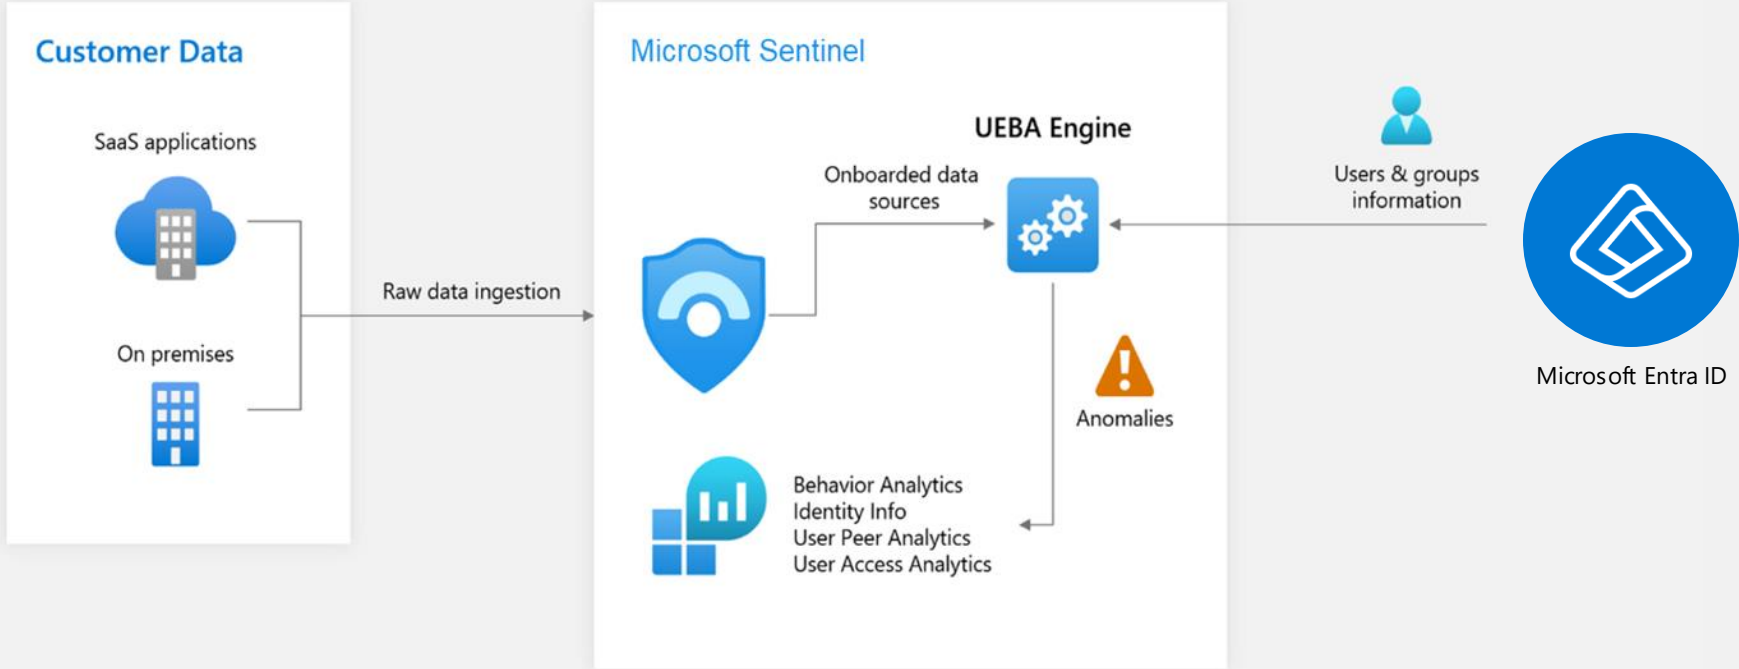 Customer Data
SaaS applications
On premises
Raw data ingestion
Microsoft Sentinel
UEBA Engine
Onboarded data
sources
Anomalies
Behavior Analytics
Identity Info
User Peer Analytics
User Access Analytics
Users & groups
information
Microsoft Entra ID